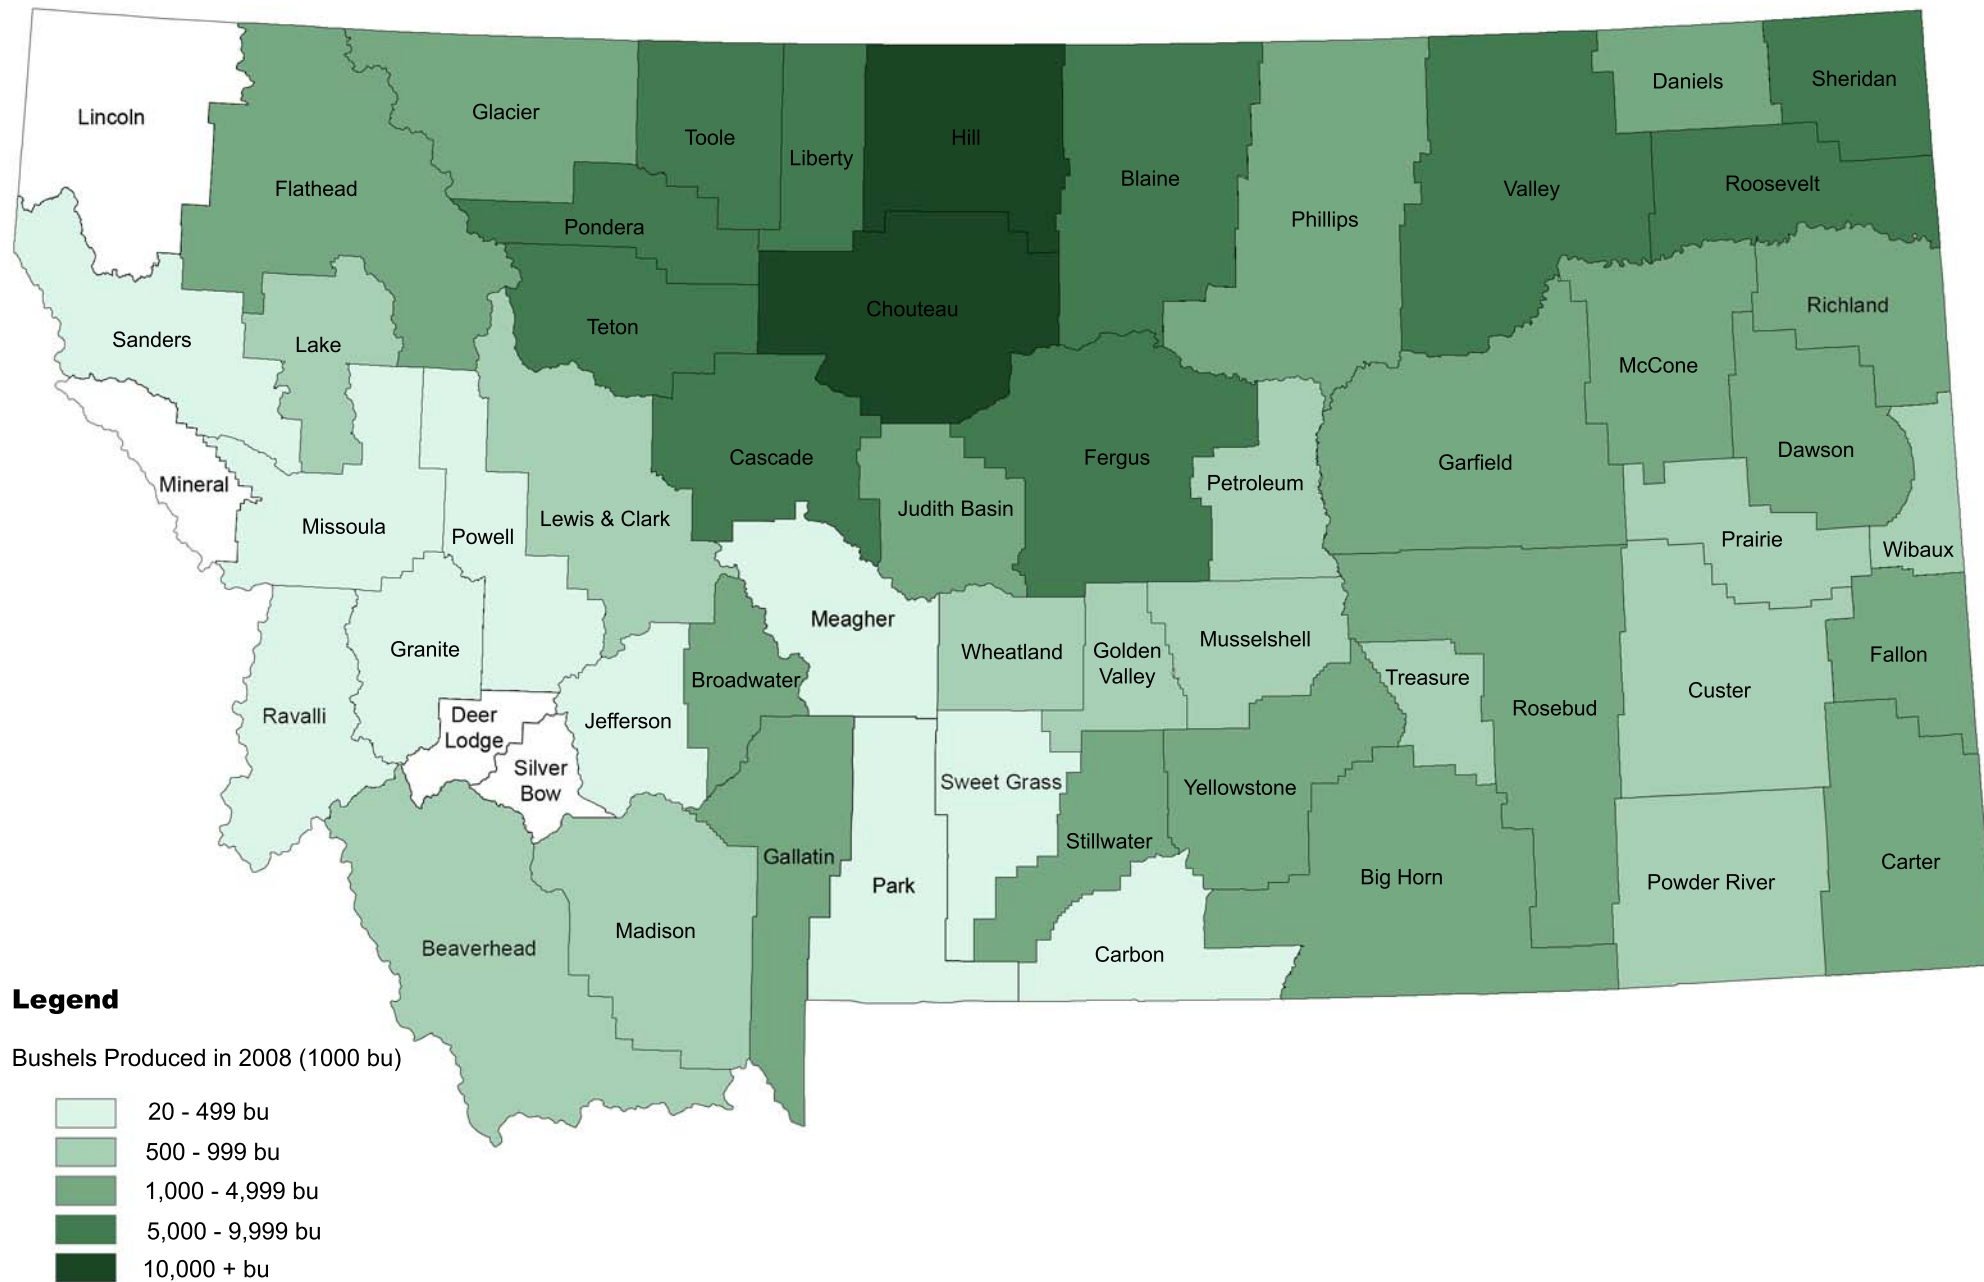 Lincoln
Flathead
Glacier
Toole
Liberty
Hill
Blaine
Phillips
Valley
Daniels
Sheridan
Roosevelt
Pondera
Teton
Chouteau
Richland
McCone
Sanders
Lake
Cascade
Fergus
Petroleum
Garfield
Dawson
Mineral
Missoula
Powell
Lewis & Clark
Judith Basin
Prairie
Wibaux
Granite
Meagher
Wheatland
Golden
Valley
Musselshell
Treasure
Rosebud
Custer
Fallon
Ravalli
Deer
Lodge
Silver
Bow
Jefferson
Broadwater
Sweet Grass
Stillwater
Yellowstone
Big Horn
Powder River
Carter
Gallatin
Park
Carbon
Madison
Beaverhead
Legend
Bushels Produced in 2008 (1000 bu)
20 - 499 bu
500 - 999 bu
1,000 - 4,999 bu
5,000 - 9,999 bu
10,000 + bu